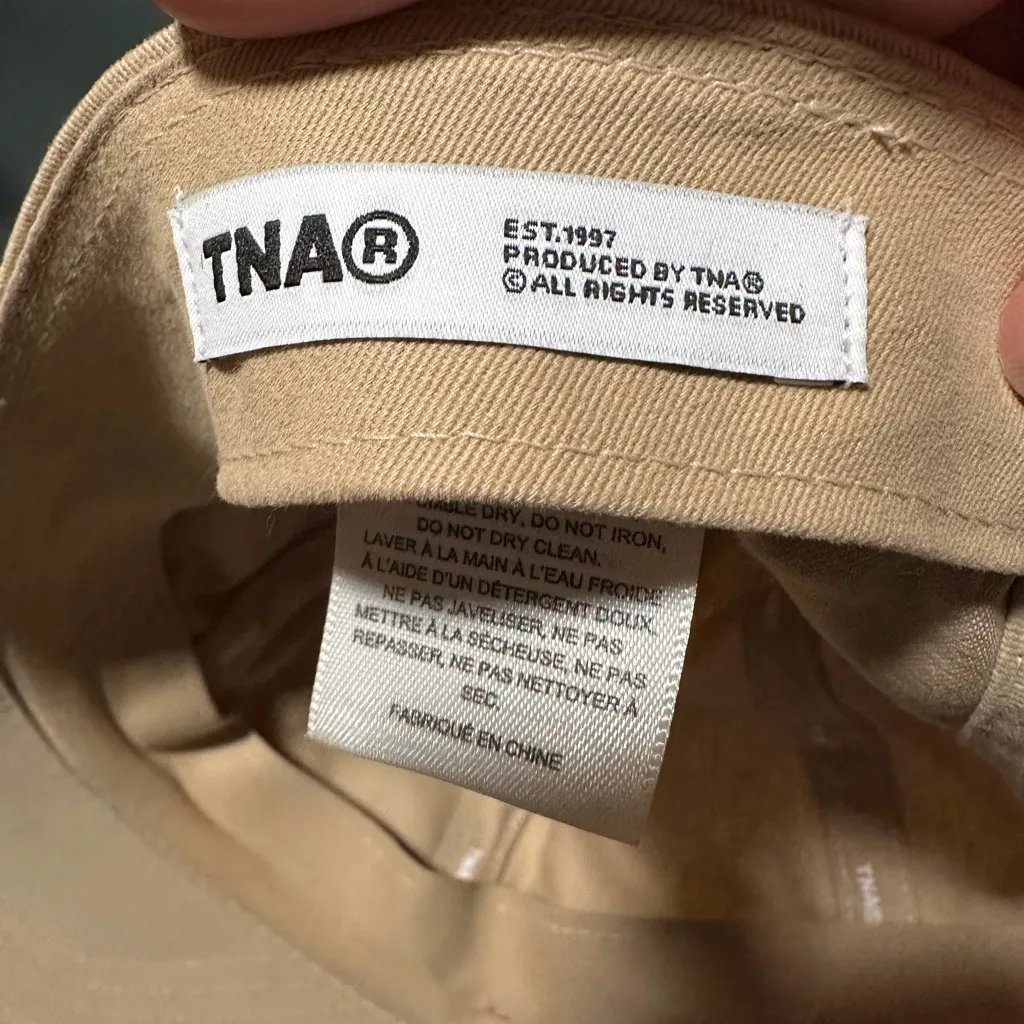 TNA®
EST.1997
PRODUCED BY TNA®
© ALL RIGHTS RESERVED
DRY, DO NOT IRON,
DO NOT DRY CLEAN.
LAVER À LA MAIN À L'EAU FROIDE
À L'AIDE D'UN DÉTERGENT DOUX,
NE PAS JAVELISER, NE PAS
METTRE À LA SÉCHEUSE, NE PAS
REPASSER, NE PAS NETTOYER À
SEC
FABRIQUÉ EN CHINE